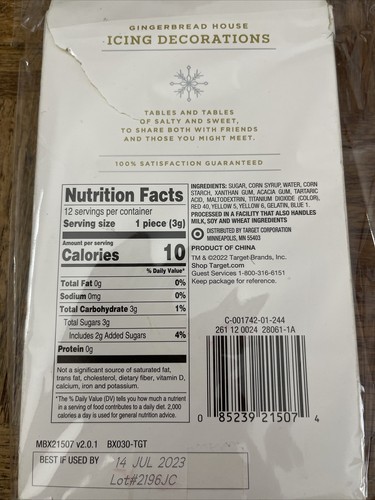 GINGERBREAD HOUSE
ICING DECORATIONS
TABLES AND TABLES
OF SALTY AND SWEET,
TO SHARE BOTH WITH FRIENDS
AND THOSE YOU MIGHT MEET.
100% SATISFACTION GUARANTEED
Nutrition Facts
12 servings per container
Serving size 1 piece (3g)
Amount per serving
Calories 10
% Daily Value*
Total Fat 0g 0%
Sodium 0mg 0%
Total Carbohydrate 3g 1%
Total Sugars 3g
Includes 2g Added Sugars 4%
Protein 0g
Not a significant source of saturated fat,
trans fat, cholesterol, dietary fiber, vitamin D,
calcium, iron and potassium.
*The % Daily Value (DV) tells you how much a nutrient
in a serving of food contributes to a daily diet. 2,000
calories a day is used for general nutrition advice.
INGREDIENTS: SUGAR, CORN SYRUP, WATER, CORN
STARCH, XANTHAN GUM, ACACIA GUM, TARTARIC
ACID, MALTODEXTRIN, TITANIUM DIOXIDE (COLOR),
RED 40, YELLOW 5, YELLOW 6, GELATIN, BLUE 1.
PROCESSED IN A FACILITY THAT ALSO HANDLES
MILK, SOY AND WHEAT INGREDIENTS
DISTRIBUTED BY TARGET CORPORATION
MINNEAPOLIS, MN 55403
PRODUCT OF CHINA
TM & ©2022 Target Brands, Inc.
Shop Target.com
Guest Services 1-800-316-6151
Keep package for reference.
C-001742-01-244
261 12 0024 28061-1A
0 85239 21507 4
MBX21507 v2.0.1 BX030-TGT
BEST IF USED BY 14 JUL 2023
Lot#2196JC